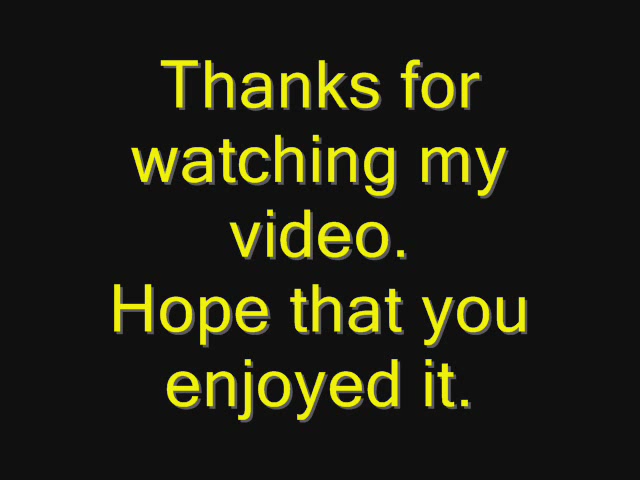 Thanks for
watching my
video.
Hope that you
enjoyed it.